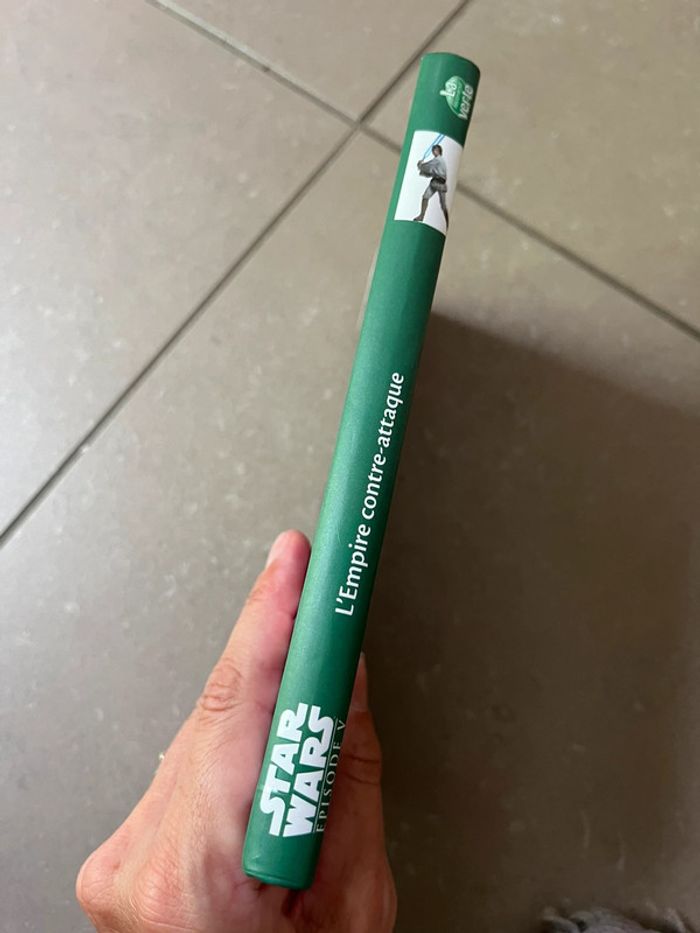 STAR
WARS
EPISODE V
L'Empire contre-attaque
verte